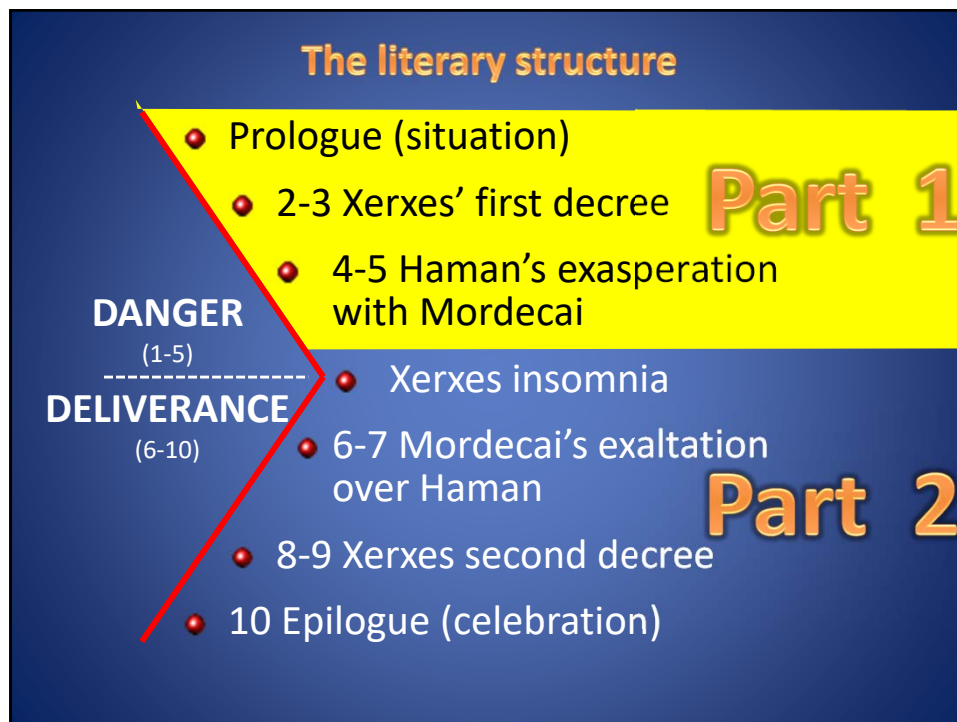 The literary structure
Prologue (situation)
2-3 Xerxes’ first decree
Part 1
4-5 Haman’s exasperation
with Mordecai
DANGER
(1-5)
Xerxes insomnia
DELIVERANCE
(6-10)
6-7 Mordecai’s exaltation
over Haman
Part 2
8-9 Xerxes second decree
10 Epilogue (celebration)